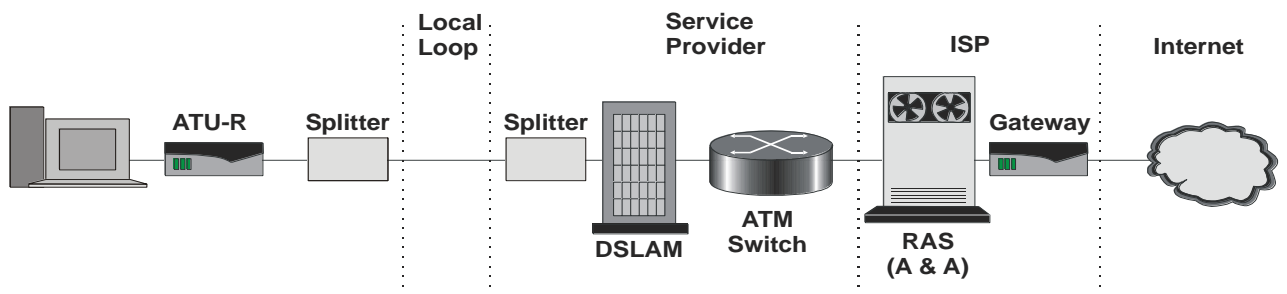 Local
Loop
Service
Provider
ISP
Internet
ATU-R
Splitter
Splitter
DSLAM
ATM
Switch
RAS
(A & A)
Gateway